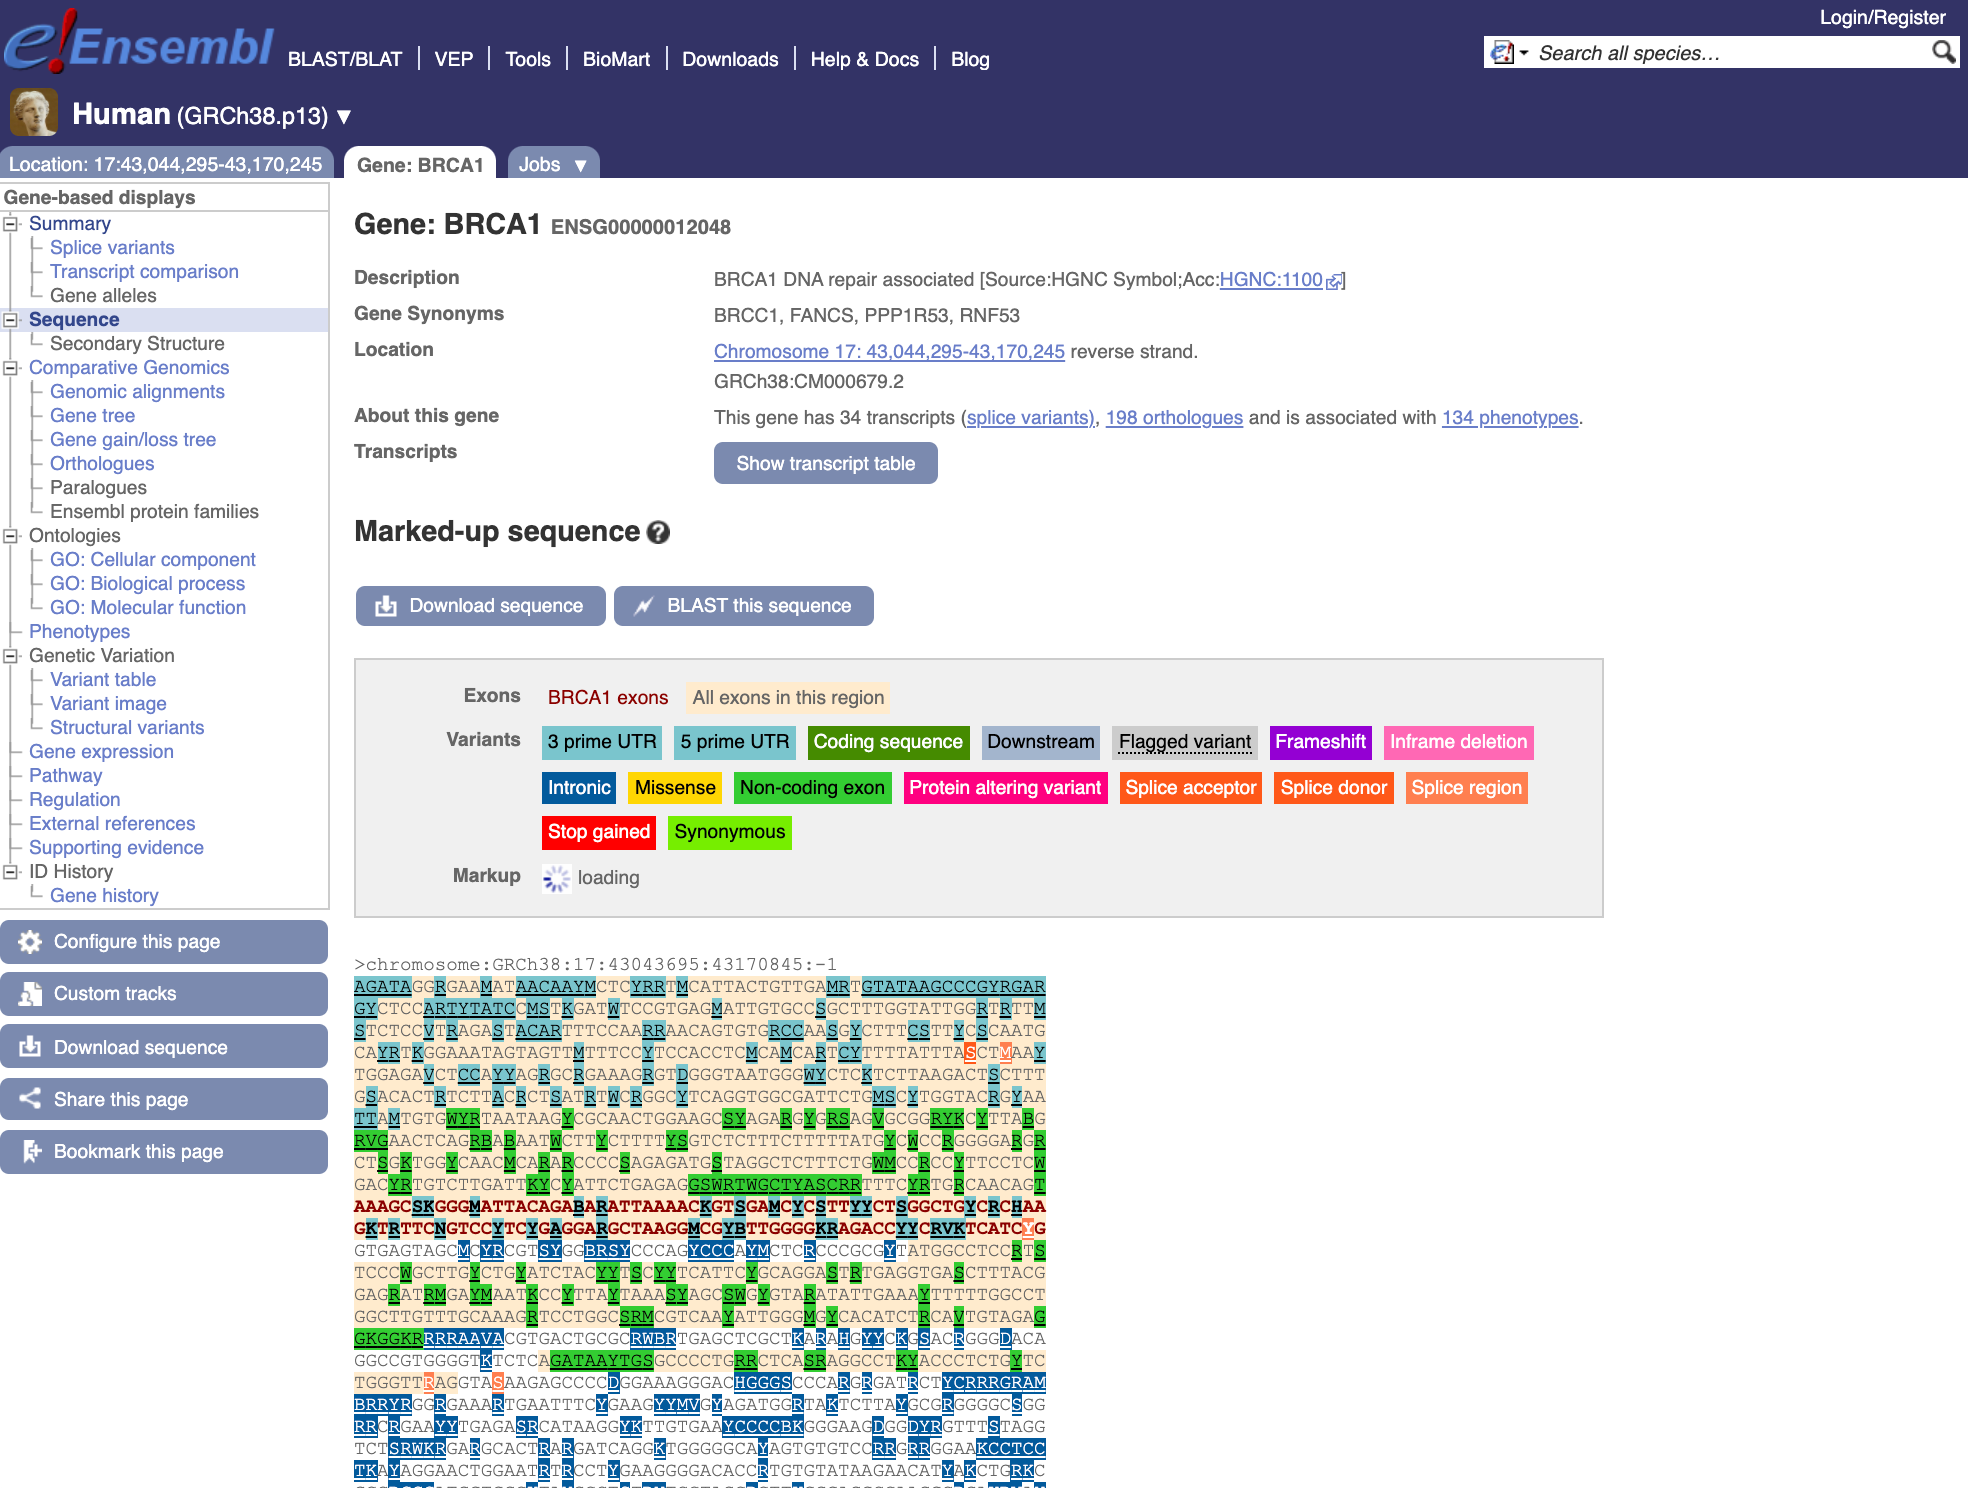 Login/Register
e!Ensembl BLAST/BLAT | VEP | Tools | BioMart | Downloads | Help & Docs | Blog
Search all species…
Human (GRCh38.p13) ▼
Location: 17:43,044,295-43,170,245
Gene: BRCA1
Jobs ▼
Gene-based displays
Summary
Splice variants
Transcript comparison
Gene alleles
Sequence
Secondary Structure
Comparative Genomics
Genomic alignments
Gene tree
Gene gain/loss tree
Orthologues
Paralogues
Ensembl protein families
Ontologies
GO: Cellular component
GO: Biological process
GO: Molecular function
Phenotypes
Genetic Variation
Variant table
Variant image
Structural variants
Gene expression
Pathway
Regulation
External references
Supporting evidence
ID History
Gene history
Configure this page
Custom tracks
Download sequence
Share this page
Bookmark this page
Gene: BRCA1 ENSG00000012048
Description BRCA1 DNA repair associated [Source:HGNC Symbol;Acc:HGNC:1100]
Gene Synonyms BRCC1, FANCS, PPP1R53, RNF53
Location Chromosome 17: 43,044,295-43,170,245 reverse strand.
GRCh38:CM000679.2
About this gene This gene has 34 transcripts (splice variants), 198 orthologues and is associated with 134 phenotypes.
Transcripts Show transcript table
Marked-up sequence ?
Download sequence BLAST this sequence
Exons BRCA1 exons All exons in this region
Variants 3 prime UTR 5 prime UTR Coding sequence Downstream Flagged variant Frameshift Inframe deletion
Intronic Missense Non-coding exon Protein altering variant Splice acceptor Splice donor Splice region
Stop gained Synonymous
Markup loading
>chromosome:GRCh38:17:43043695:43170845:-1
AGATAGGRGAAMATAACAAYMCTCYRRTMCATTACTGTTGAMRTGTATAAGCCCGYRGAR
GYCTCCARTYTATCCMSTKGATWTCCGTGAGMATTGTGCCSGCTTTGGTATTGGRTRTTM
STCTCCVTRAGASTACARTTTCCAARRAACAGTGTGRCCAASGYCTTTCSTTYCSCAATG
CAYRTKGGAAATAGTAGTTMTTTCCYTCCACCTCMCAMCARTCYTTTTATTTASCTMAAY
TGGAGAVCTCCAYYAGRGCRGAAAGRGTDGGGTAATGGGWYCTCKTCTTAAGACTSCTTT
GSACACTRTCTTACRCTSATRTWCRGGCYTCAGGTGGCGATTCTGMSCYTGGTACRGYAA
TTAMTGTGWYRTAATAAGYCGCAACTGGAAGCSYAGARGYGRSAGVGCGGRYKCYTTABG
RVGAACTCAGRBABAATWCTTYCTTTTYSGTCTCTTTCTTTTTATGYCWCCRGGGGARGR
CTSGKTGGYCAACMCARARCCCCSAGAGATGSTAGGCTCTTTCTGWMCCRCCYTTCCTCW
GACYRTGTCTTGATTKYCYATTCTGAGAGGSWRTWGCTYASCRRTTTCYRTGRCAACAGT
AAAGCSKGGGMATTACAGABARATTAAAACKGTSGAMCYCSTTYYCTSGGCTGYCRCHAA
GKTRTTCNGTCCYTCYGAGGARGCTAAGGMCGYBTTGGGGKRAGACCYYCRVKTCATCYG
GTGAGTAGCMCYRCGTSYGGBRSYCCCAGYCCCAYMCTCRCCCGCGYTATGGCCTCCRTS
TCCCWGCTTGYCTGYATCTACYYTSCYYTCATTCYGCAGGASTRTGAGGTGASCTTTACG
GAGRATRMGAYMAATKCCYTTAYTAAASYAGCSWGYGTARATATTGAAAYTTTTTGGCCT
GGCTTGTTTGCAAAGRTCCTGGCSRMCGTCAAYATTGGGMGYCACATCTRCAVTGTAGAG
GKGGKRRRRAAVACGTGACTGCGCRWBRTGAGCTCGCTKARAHGYYCKGSACRGGGDACA
GGCCGTGGGGTKTCTCAGATAAYTGSGCCCCTGRRCTCASRAGGCCTKYACCCTCTGYTC
TGGGTTRAGGTASAAGAGCCCCDGGAAAGGGACHGGGSCCCARGRGATRCTYCRRRGRAM
BRRYRGGRGAAARTGAATTTCYGAAGYYMVGYAGATGGRTAKTCTTAYGCGRGGGGCSGG
RRCRGAAYYTGAGASRCATAAGGYKTTGTGAAYCCCCBKGGGAAGDGGDYRGTTTSTAGG
TCTSRWKRGARGCACTRARGATCAGGKTGGGGGCAYAGTGTGTCCRRGRRGGAAKCCTCC
TKAYAGGAACTGGAATRTRCCTYGAAGGGGACACCRTGTGTATAAGAACATYAKCTGRKC